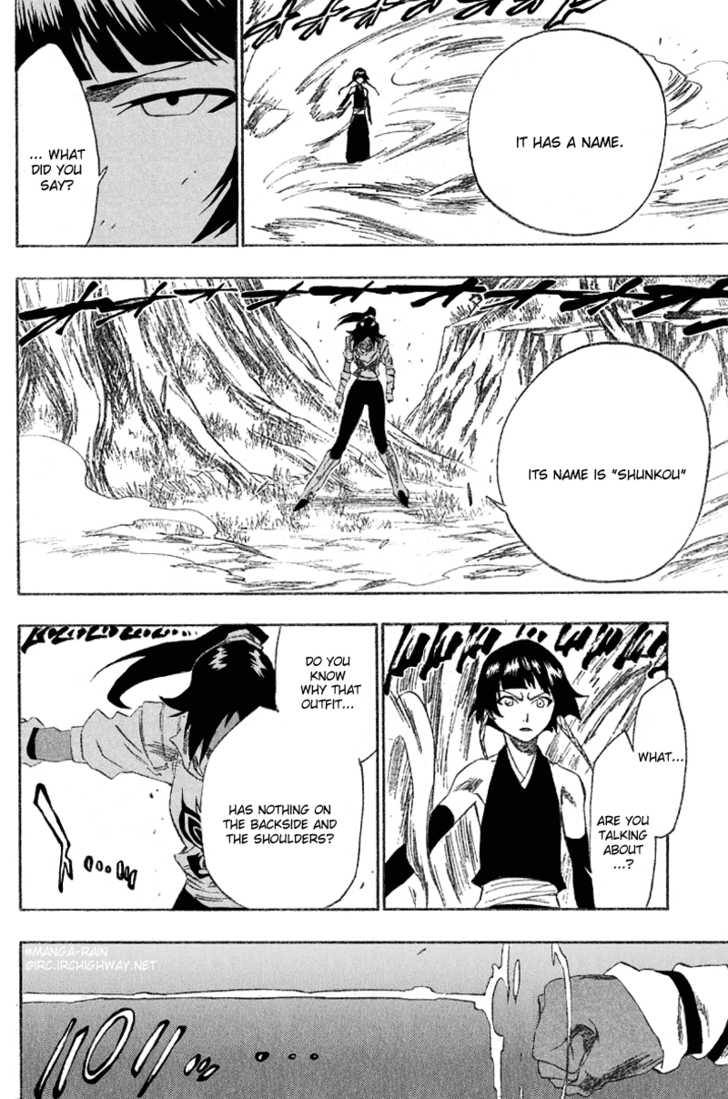 IT HAS A NAME.
... WHAT
DID YOU
SAY?
ITS NAME IS "SHUNKOU"
WHAT...
ARE YOU
TALKING
ABOUT
...?
DO YOU
KNOW
WHY THAT
OUTFIT...
HAS NOTHING ON
THE BACKSIDE AND
THE SHOULDERS?
#MANGA-RAIN
@IRC.IRCHIGHWAY.NET